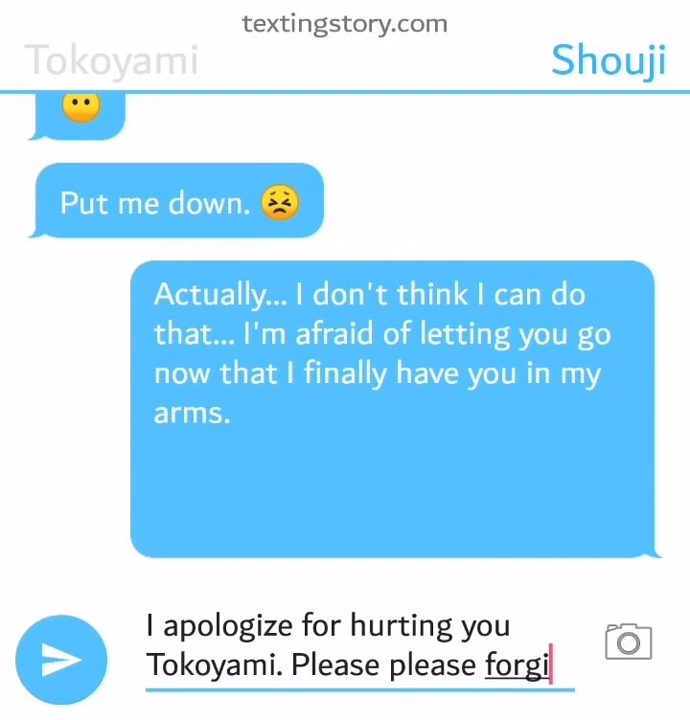 textingstory.com
Tokoyami
Shouji
Put me down. 😣
Actually... I don't think I can do
that... I'm afraid of letting you go
now that I finally have you in my
arms.
I apologize for hurting you
Tokoyami. Please please forgi